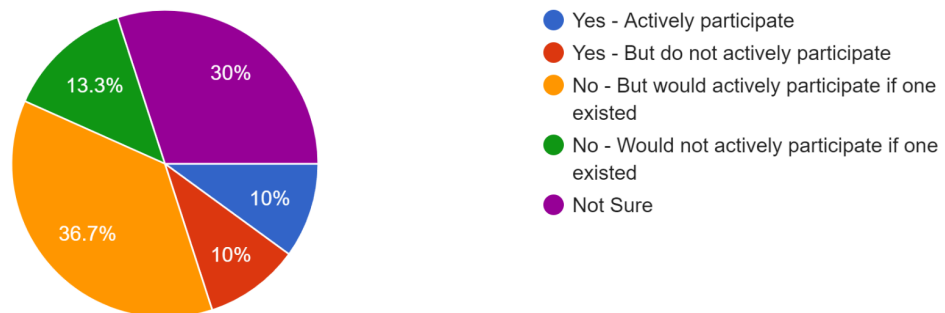 Yes - Actively participate
Yes - But do not actively participate
No - But would actively participate if one
existed
No - Would not actively participate if one
existed
Not Sure
30%
13.3%
10%
36.7%
10%